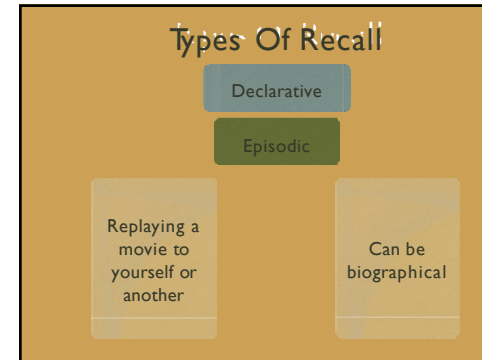 Types Of Recall
Declarative
Episodic
Replaying a
movie to
yourself or
another
Can be
biographical